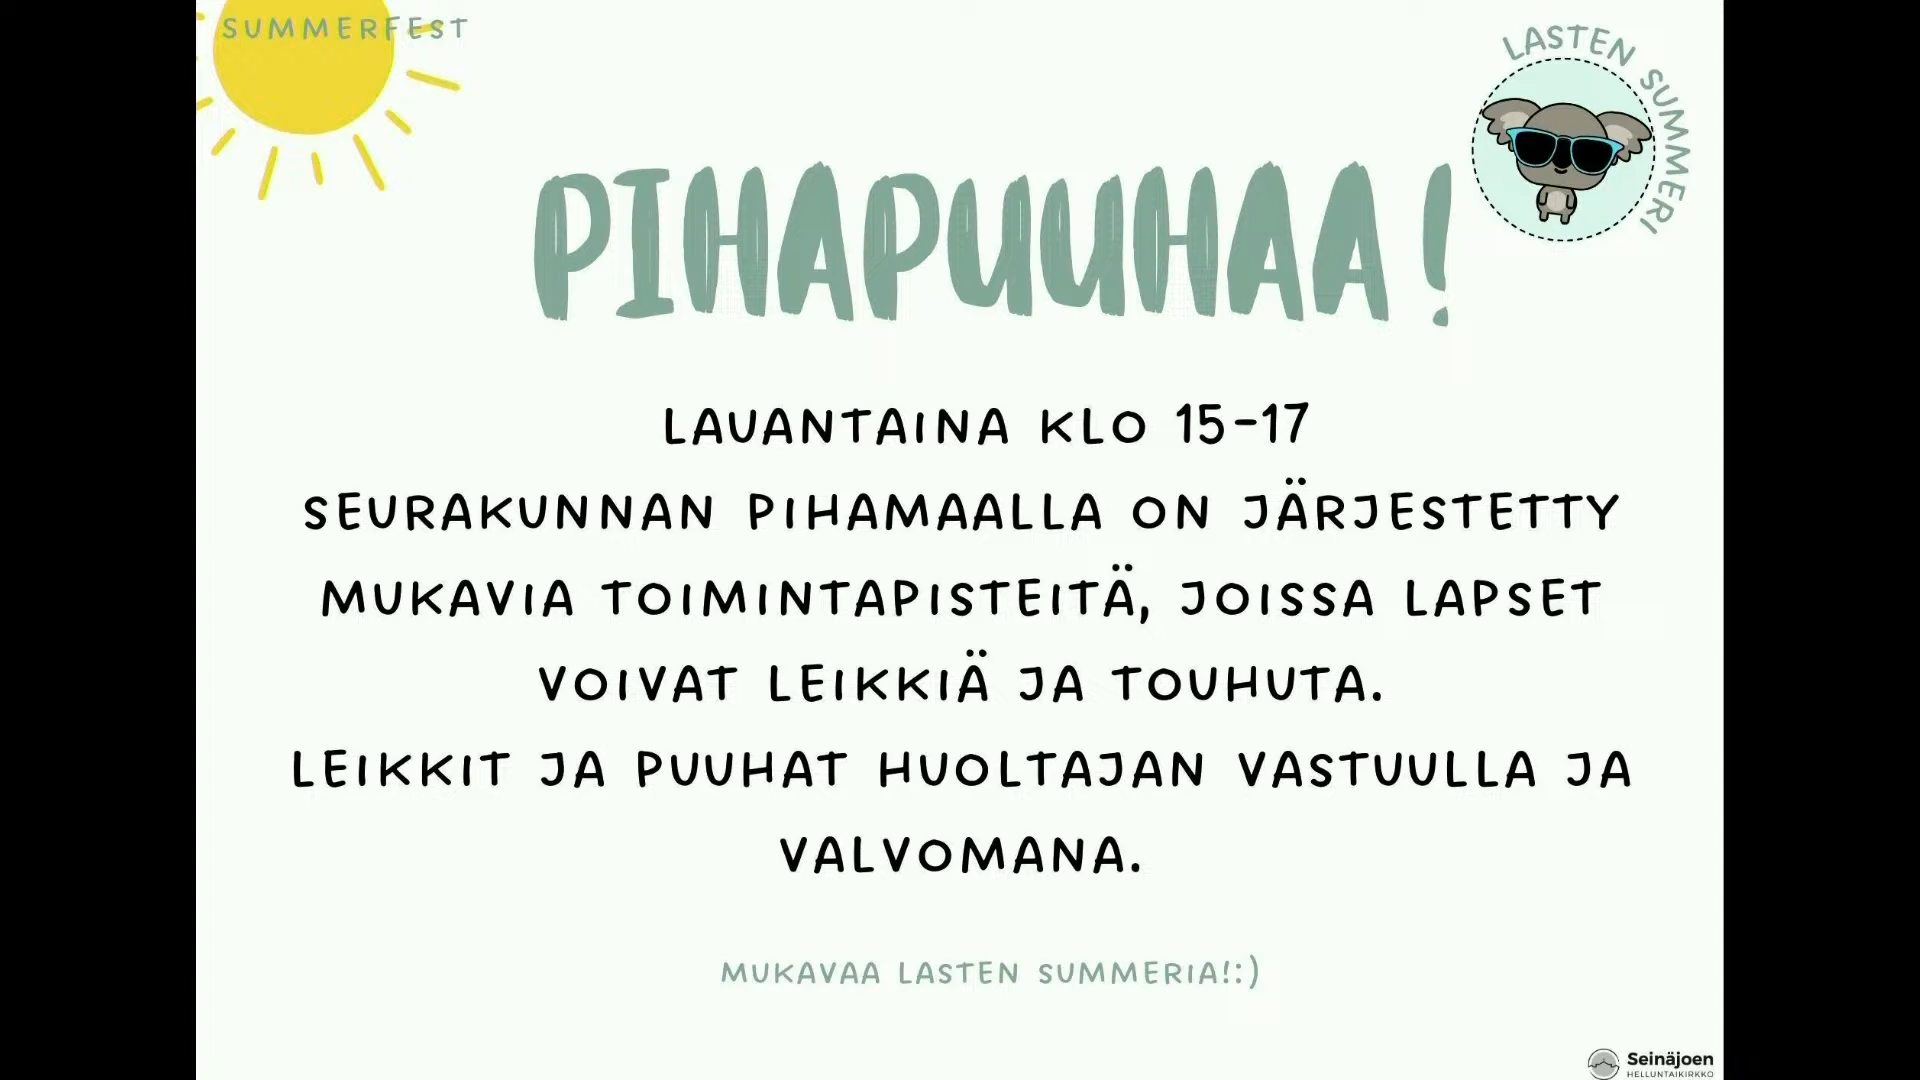 SUMMERFEST
LASTEN SUMMERI
PIHAPUUHAA!
LAUANTAINA KLO 15-17
SEURAKUNNAN PIHAMAALLA ON JÄRJESTETTY
MUKAVIA TOIMINTAPISTEITÄ, JOISSA LAPSET
VOIVAT LEIKKIÄ JA TOUHUTA.
LEIKKIT JA PUUHAT HUOLTAJAN VASTUULLA JA
VALVOMANA.
MUKAVAA LASTEN SUMMERIA!:)
Seinäjoen
HELLUNTAIKIRKKO